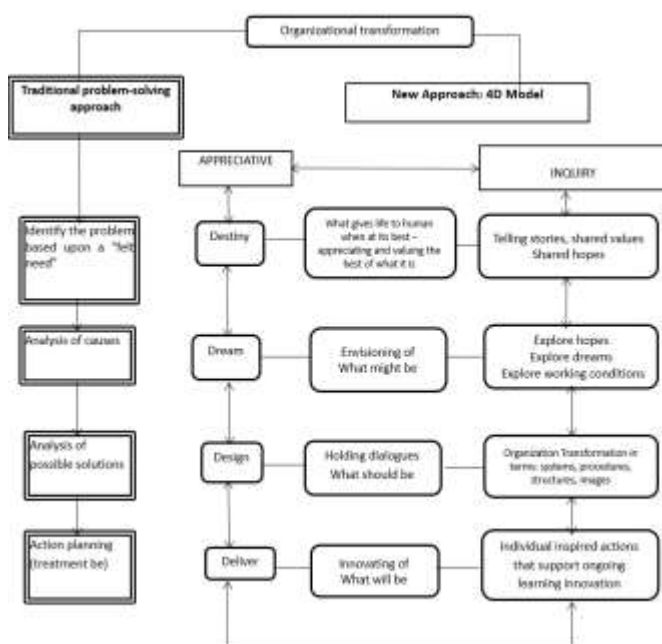 Organizational transformation
Traditional problem-solving
approach
New Approach: 4D Model
APPRECIATIVE
INQUIRY
Identify the problem
based upon a "felt
need"
Destiny
What gives life to human
when at its best –
appreciating and valuing the
best of what it is
Telling stories, shared values
Shared hopes
Analysis of causes
Dream
Envisioning of
What might be
Explore hopes
Explore dreams
Explore working conditions
Analysis of
possible solutions
Design
Holding dialogues
What should be
Organization Transformation in
terms: systems, procedures,
structures, images
Action planning
(treatment be)
Deliver
Innovating of
What will be
Individual inspired actions
that support ongoing
learning innovation